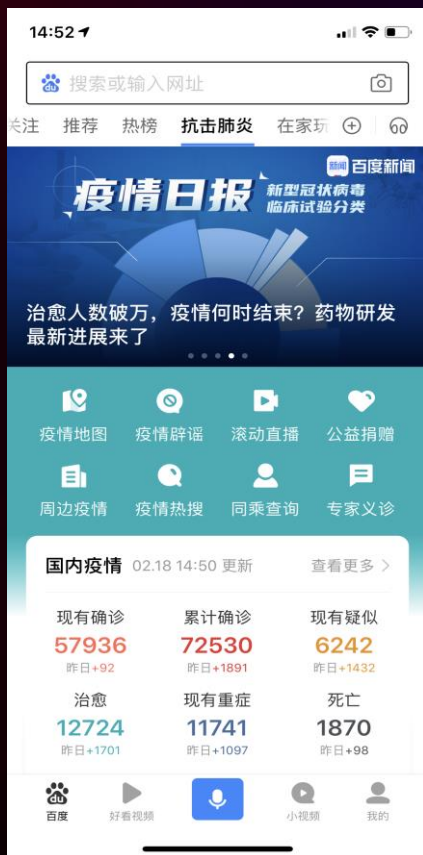 14:52
du 搜索或输入网址
关注 推荐 热榜 抗击肺炎 在家玩
新闻 百度新闻
疫情日报 新型冠状病毒
临床试验分类
治愈人数破万，疫情何时结束？药物研发
最新进展来了
疫情地图 疫情辟谣 滚动直播 公益捐赠
周边疫情 疫情热搜 同乘查询 专家义诊
国内疫情 02.18 14:50 更新 查看更多 >
现有确诊 累计确诊 现有疑似
57936 72530 6242
昨日+92 昨日+1891 昨日+1432
治愈 现有重症 死亡
12724 11741 1870
昨日+1701 昨日+1097 昨日+98
du
百度 好看视频 小视频 我的